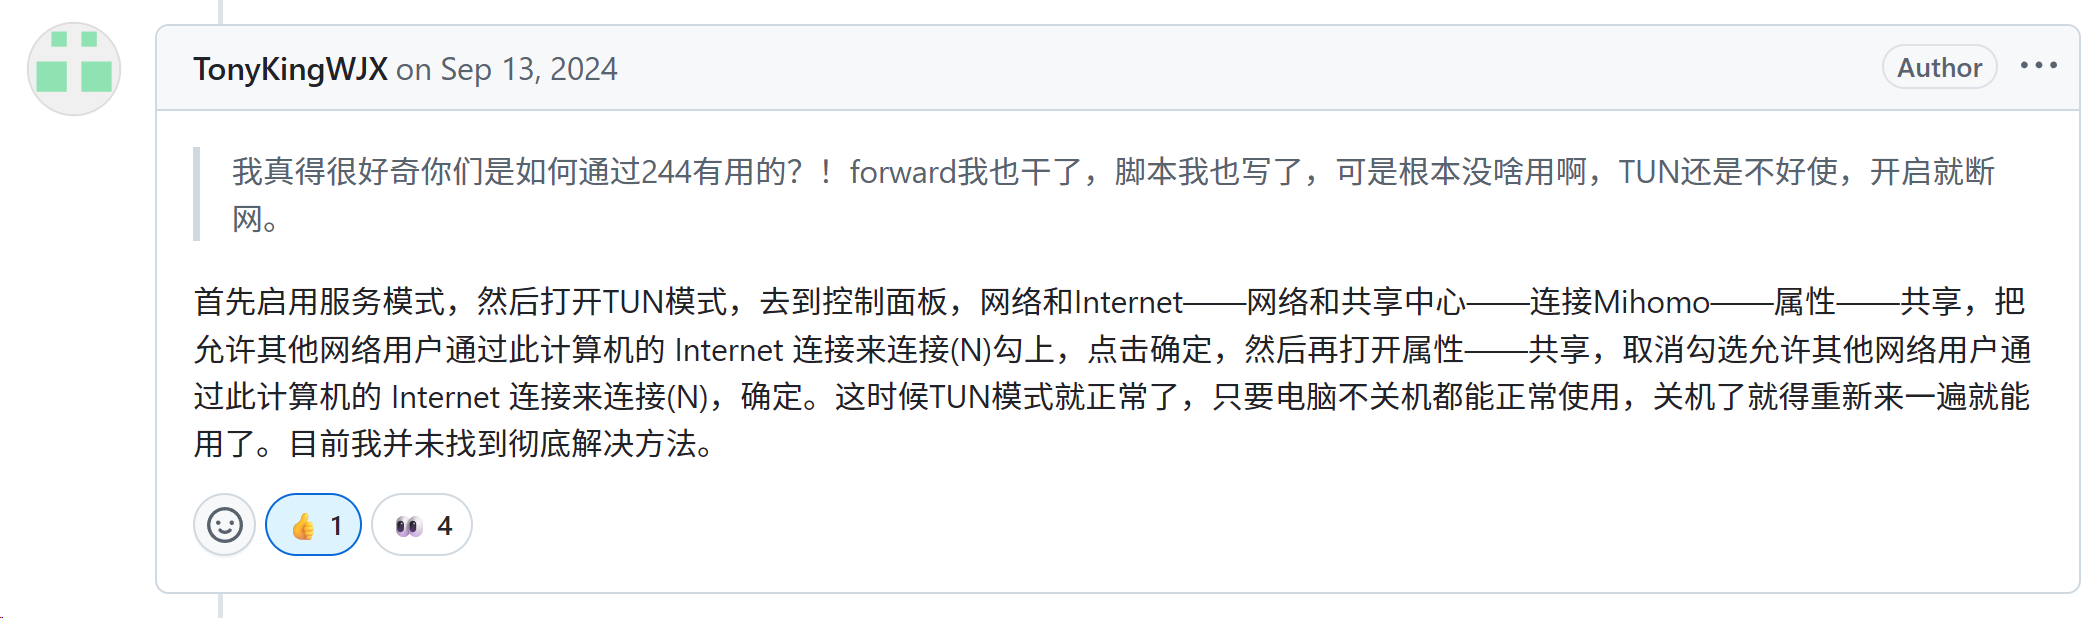 TonyKingWJX on Sep 13, 2024
Author
我真得很好奇你们是如何通过244有用的？！forward我也干了，脚本我也写了，可是根本没啥用啊，TUN还是不好使，开启就断
网。
首先启用服务模式，然后打开TUN模式，去到控制面板，网络和Internet——网络和共享中心——连接Mihomo——属性——共享，把
允许其他网络用户通过此计算机的 Internet 连接来连接(N)勾上，点击确定，然后再打开属性——共享，取消勾选允许其他网络用户通
过此计算机的 Internet 连接来连接(N)，确定。这时候TUN模式就正常了，只要电脑不关机都能正常使用，关机了就得重新来一遍就能
用了。目前我并未找到彻底解决方法。
👍 1
👀 4